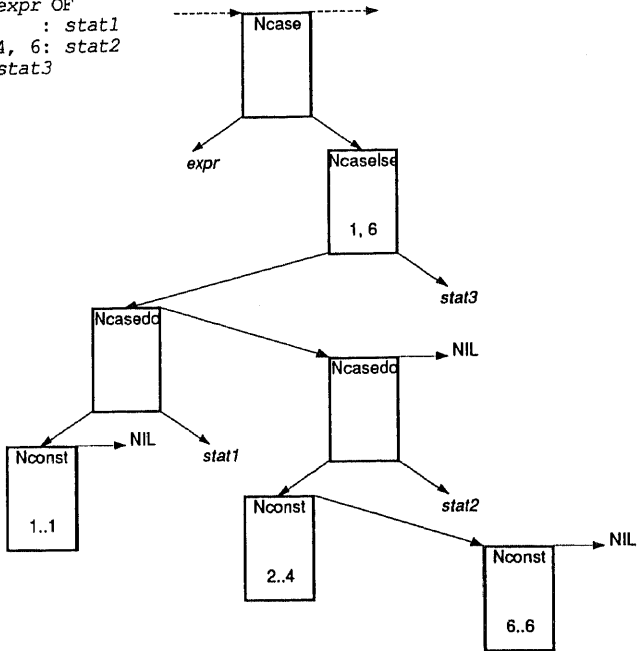 expr OF
: stat1
4, 6: stat2
stat3
Ncase
expr
Ncaselse
1, 6
stat3
Ncasedo
NIL
Ncasedo
NIL
stat1
Nconst
1..1
stat2
Nconst
2..4
NIL
Nconst
6..6